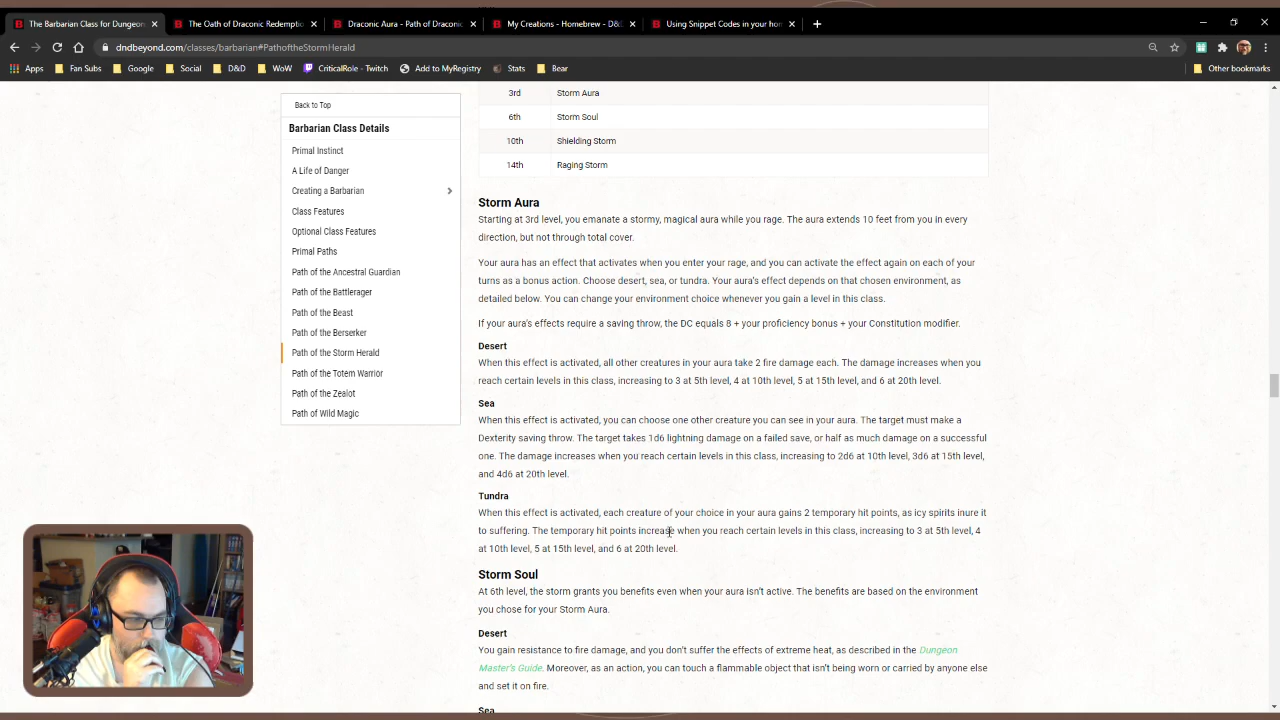 The Barbarian Class for Dungeon
The Oath of Draconic Redemption
Draconic Aura - Path of Draconic
My Creations - Homebrew - D&D
Using Snippet Codes in your hom
dndbeyond.com/classes/barbarian#PathoftheStormHerald
Apps
Fan Subs
Google
Social
D&D
WoW
CriticalRole - Twitch
Add to MyRegistry
Stats
Bear
Other bookmarks
Back to Top
Barbarian Class Details
Primal Instinct
A Life of Danger
Creating a Barbarian
Class Features
Optional Class Features
Primal Paths
Path of the Ancestral Guardian
Path of the Battlerager
Path of the Beast
Path of the Berserker
Path of the Storm Herald
Path of the Totem Warrior
Path of the Zealot
Path of Wild Magic
3rd Storm Aura
6th Storm Soul
10th Shielding Storm
14th Raging Storm
Storm Aura
Starting at 3rd level, you emanate a stormy, magical aura while you rage. The aura extends 10 feet from you in every
direction, but not through total cover.
Your aura has an effect that activates when you enter your rage, and you can activate the effect again on each of your
turns as a bonus action. Choose desert, sea, or tundra. Your aura's effect depends on that chosen environment, as
detailed below. You can change your environment choice whenever you gain a level in this class.
If your aura's effects require a saving throw, the DC equals 8 + your proficiency bonus + your Constitution modifier.
Desert
When this effect is activated, all other creatures in your aura take 2 fire damage each. The damage increases when you
reach certain levels in this class, increasing to 3 at 5th level, 4 at 10th level, 5 at 15th level, and 6 at 20th level.
Sea
When this effect is activated, you can choose one other creature you can see in your aura. The target must make a
Dexterity saving throw. The target takes 1d6 lightning damage on a failed save, or half as much damage on a successful
one. The damage increases when you reach certain levels in this class, increasing to 2d6 at 10th level, 3d6 at 15th level,
and 4d6 at 20th level.
Tundra
When this effect is activated, each creature of your choice in your aura gains 2 temporary hit points, as icy spirits inure it
to suffering. The temporary hit points increase when you reach certain levels in this class, increasing to 3 at 5th level, 4
at 10th level, 5 at 15th level, and 6 at 20th level.
Storm Soul
At 6th level, the storm grants you benefits even when your aura isn't active. The benefits are based on the environment
you chose for your Storm Aura.
Desert
You gain resistance to fire damage, and you don't suffer the effects of extreme heat, as described in the Dungeon
Master's Guide. Moreover, as an action, you can touch a flammable object that isn't being worn or carried by anyone else
and set it on fire.
Sea